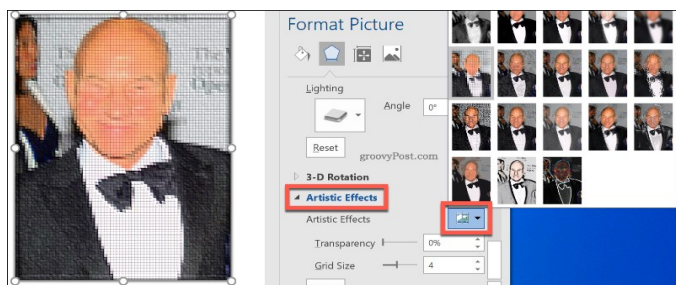 Format Picture
Lighting
Angle 0°
Reset
groovyPost.com
3-D Rotation
Artistic Effects
Artistic Effects
Transparency 0%
Grid Size 4